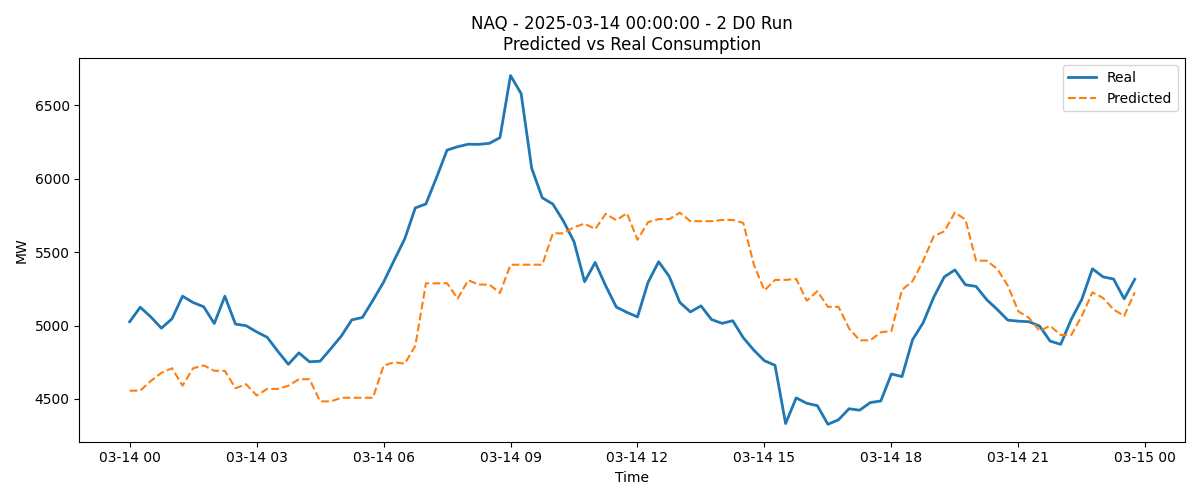 NAQ - 2025-03-14 00:00:00 - 2 D0 Run
Predicted vs Real Consumption
Real
Predicted
MW
6500
6000
5500
5000
4500
03-14 00
03-14 03
03-14 06
03-14 09
03-14 12
03-14 15
03-14 18
03-14 21
03-15 00
Time